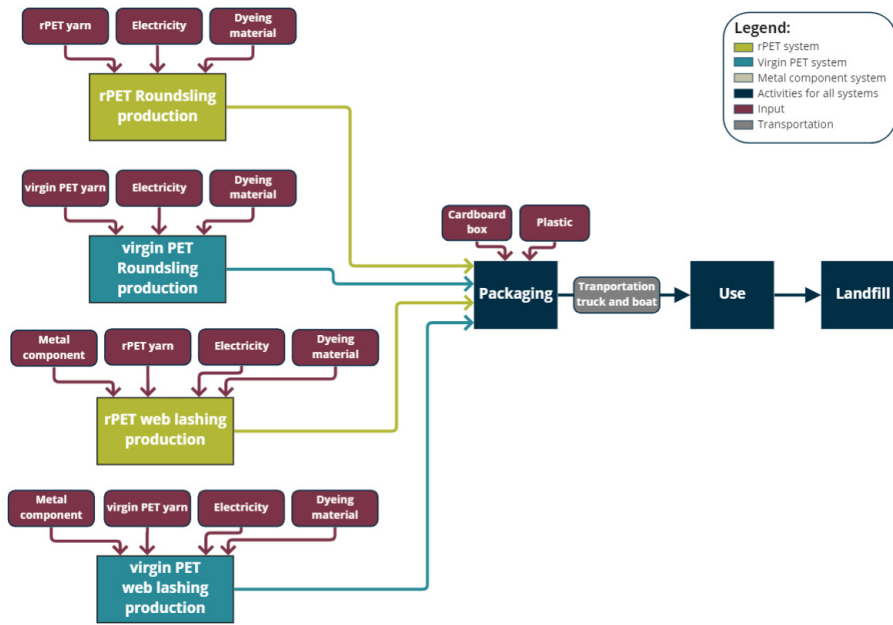 rPET yarn
Electricity
Dyeing
material
rPET Roundsling
production
Legend:
rPET system
Virgin PET system
Metal component system
Activities for all systems
Input
Transportation
virgin PET yarn
Electricity
Dyeing
material
virgin PET
Roundsling
production
Cardboard
box
Plastic
Packaging
Tranportation
truck and boat
Use
Landfill
Metal
component
rPET yarn
Electricity
Dyeing
material
rPET web lashing
production
Metal
component
virgin PET yarn
Electricity
Dyeing
material
virgin PET
web lashing
production